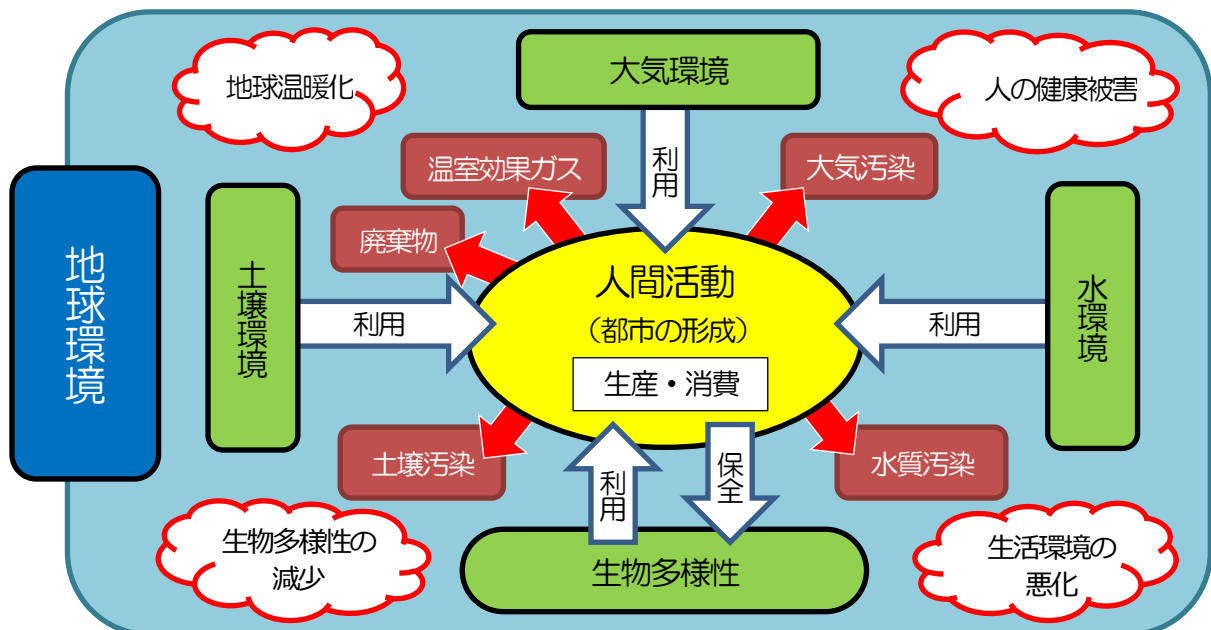 地球温暖化
大気環境
人の健康被害
利用
温室効果ガス
大気汚染
廃棄物
地球環境
土壌環境
利用
人間活動
（都市の形成）
生産・消費
利用
水環境
土壌汚染
利用
保全
水質汚染
生物多様性の
減少
生物多様性
生活環境の
悪化